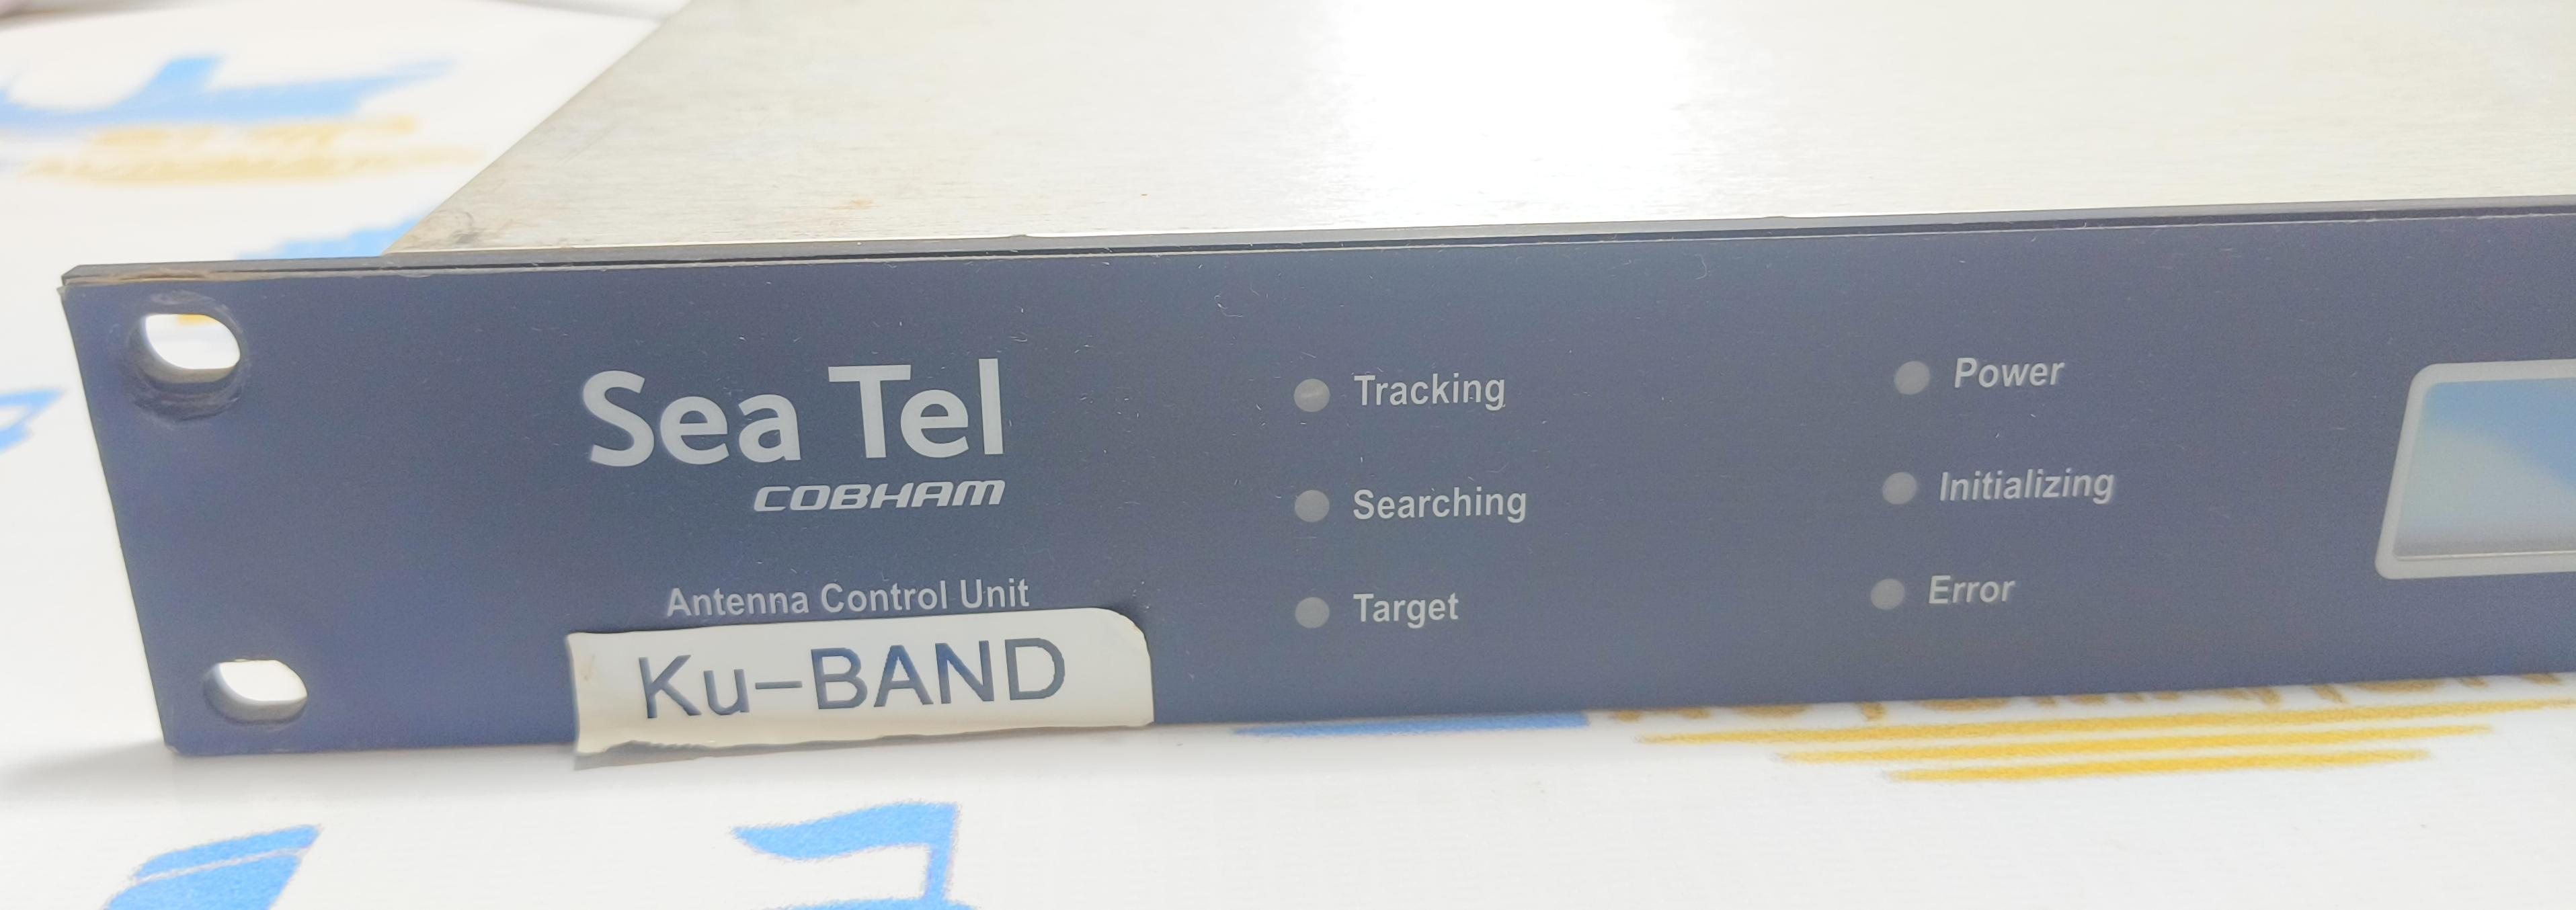 Sea Tel
COBHAM
Antenna Control Unit
Ku-BAND
Tracking
Searching
Target
Power
Initializing
Error